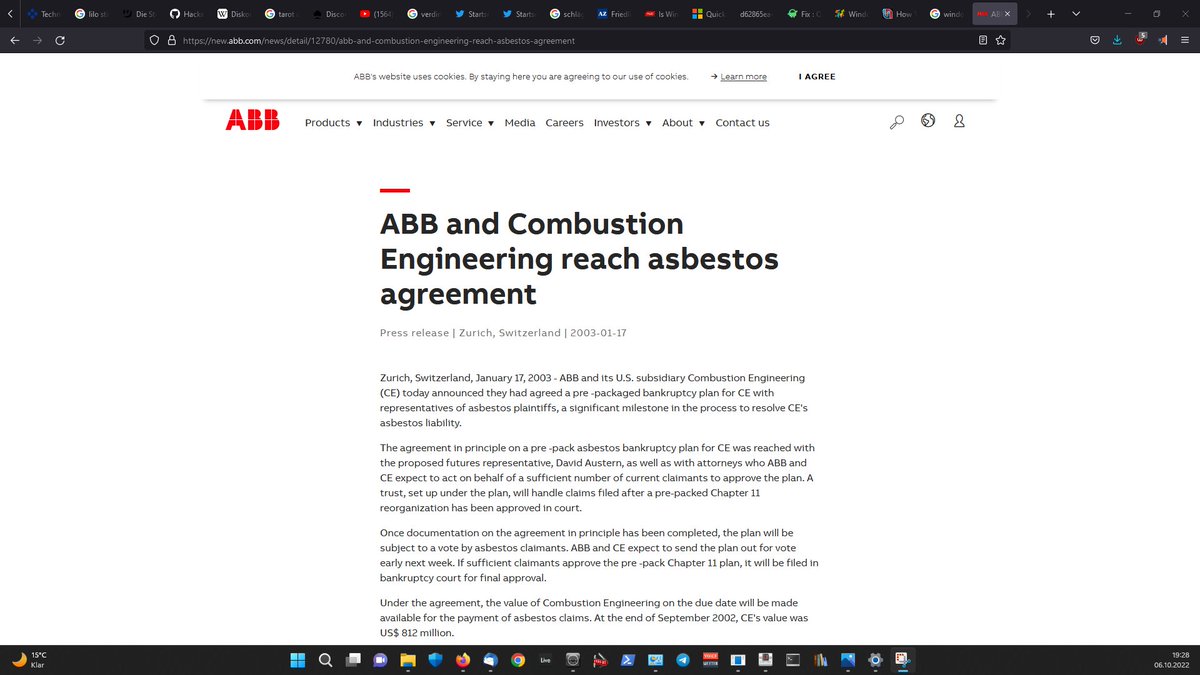 Techn
lilo sti
Die St
Hack
Disko
tarot
Disco
(1564)
verdi
Starts
Starts
schläg
AZ Friedl
Is Wir
Quick
d62865ea
Fix : C
Wind
How
windo
AB
https://new.abb.com/news/detail/12780/abb-and-combustion-engineering-reach-asbestos-agreement
5
ABB's website uses cookies. By staying here you are agreeing to our use of cookies. → Learn more I AGREE
ABB Products ▼ Industries ▼ Service ▼ Media Careers Investors ▼ About ▼ Contact us
ABB and Combustion
Engineering reach asbestos
agreement
Press release | Zurich, Switzerland | 2003-01-17
Zurich, Switzerland, January 17, 2003 - ABB and its U.S. subsidiary Combustion Engineering
(CE) today announced they had agreed a pre -packaged bankruptcy plan for CE with
representatives of asbestos plaintiffs, a significant milestone in the process to resolve CE's
asbestos liability.
The agreement in principle on a pre -pack asbestos bankruptcy plan for CE was reached with
the proposed futures representative, David Austern, as well as with attorneys who ABB and
CE expect to act on behalf of a sufficient number of current claimants to approve the plan. A
trust, set up under the plan, will handle claims filed after a pre-packed Chapter 11
reorganization has been approved in court.
Once documentation on the agreement in principle has been completed, the plan will be
subject to a vote by asbestos claimants. ABB and CE expect to send the plan out for vote
early next week. If sufficient claimants approve the pre -pack Chapter 11 plan, it will be filed in
bankruptcy court for final approval.
Under the agreement, the value of Combustion Engineering on the due date will be made
available for the payment of asbestos claims. At the end of September 2002, CE's value was
US$ 812 million.
15°C
Klar
Live
19:28
06.10.2022